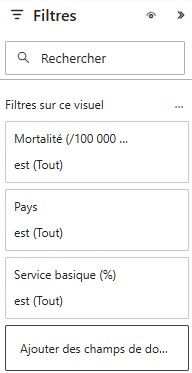 Filtres
Rechercher
Filtres sur ce visuel
...
Mortalité (/100 000 ...
est (Tout)
Pays
est (Tout)
Service basique (%)
est (Tout)
Ajouter des champs de do...